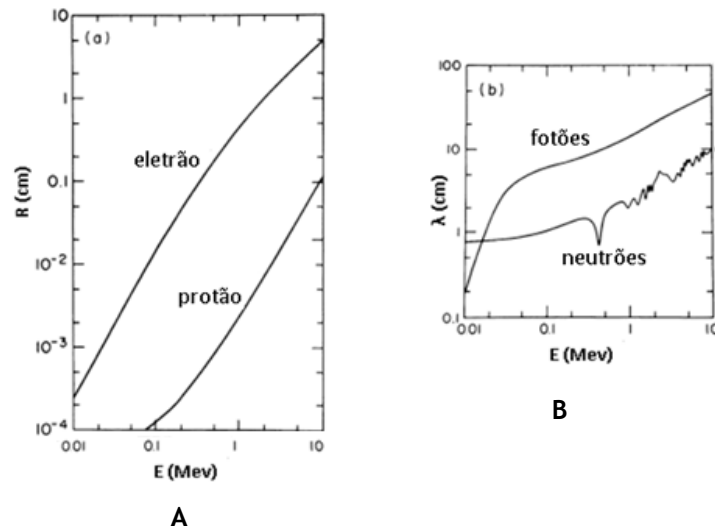 (a)
10
1
0.1
10⁻²
10⁻³
10⁻⁴
R (cm)
eletrão
protão
0.01 0.1 1 10
E (Mev)
A
(b)
100
10
1
0.1
λ (cm)
fotões
neutrões
0.01 0.1 1 10
E (Mev)
B